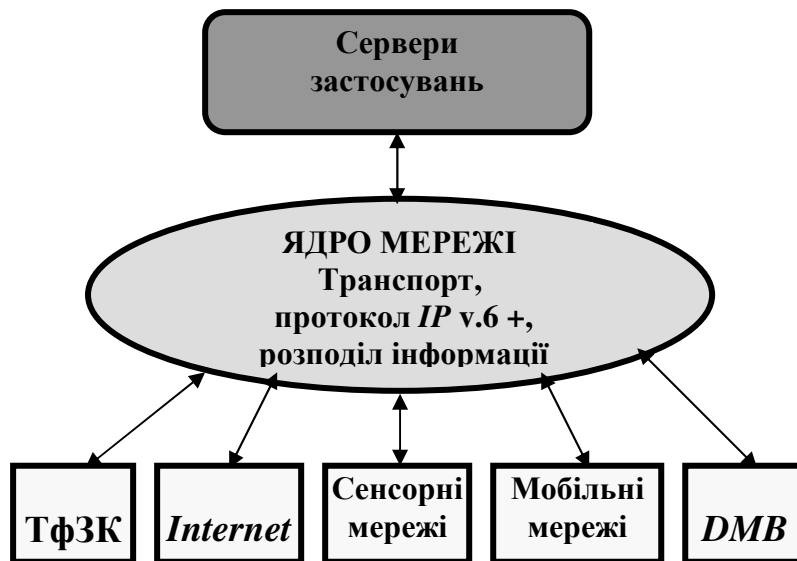 Сервери
застосувань
ЯДРО МЕРЕЖІ
Транспорт,
протокол IP v.6 +,
розподіл інформації
ТфЗК
Internet
Сенсорні
мережі
Мобільні
мережі
DMB